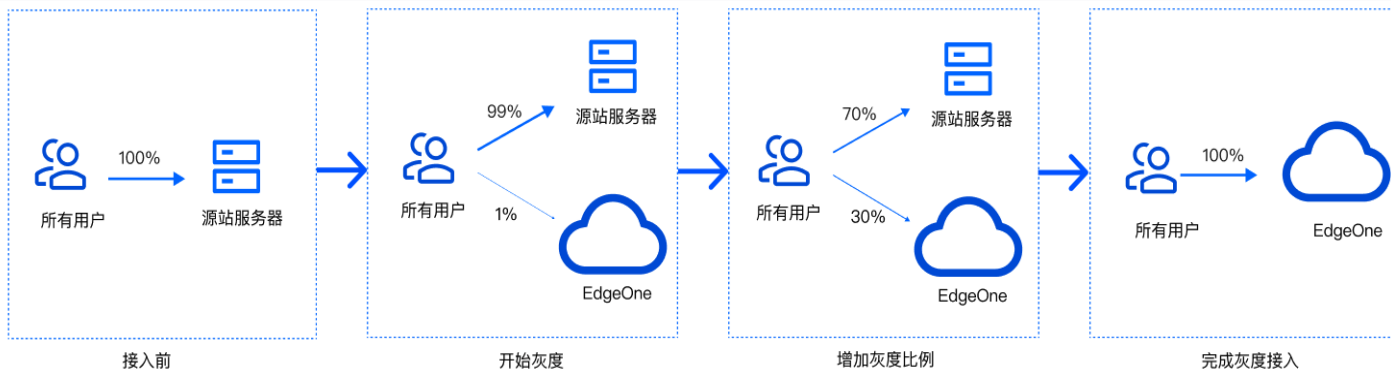 100%
所有用户
源站服务器
接入前
99%
源站服务器
所有用户
1%
EdgeOne
开始灰度
70%
源站服务器
所有用户
30%
EdgeOne
增加灰度比例
100%
所有用户
EdgeOne
完成灰度接入